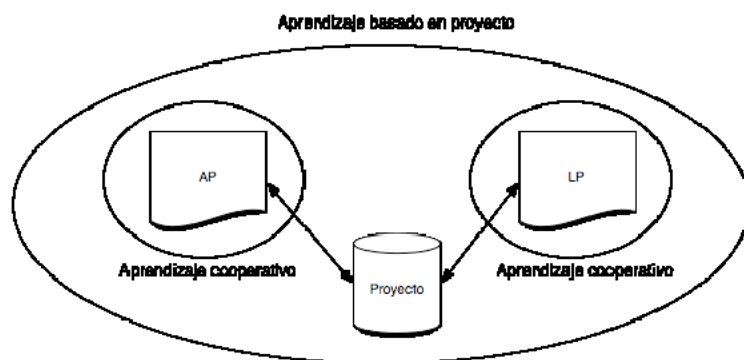 Aprendizaje basado en proyecto
AP
LP
Aprendizaje cooperativo
Aprendizaje cooperativo
Proyecto